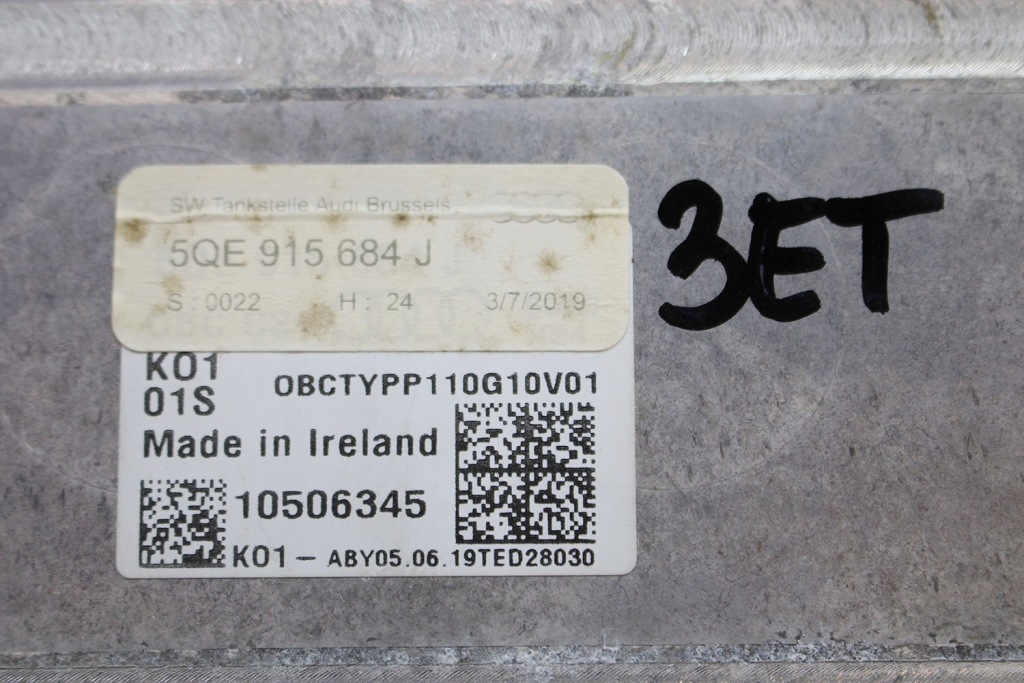 SW Tankstelle Audi Brussels
5QE 915 684 J
S : 0022 H : 24 3/7/2019
3ET
K01
01S
OBCTYPP110G10V01
Made in Ireland
10506345
K01 - ABY05.06.19TED28030